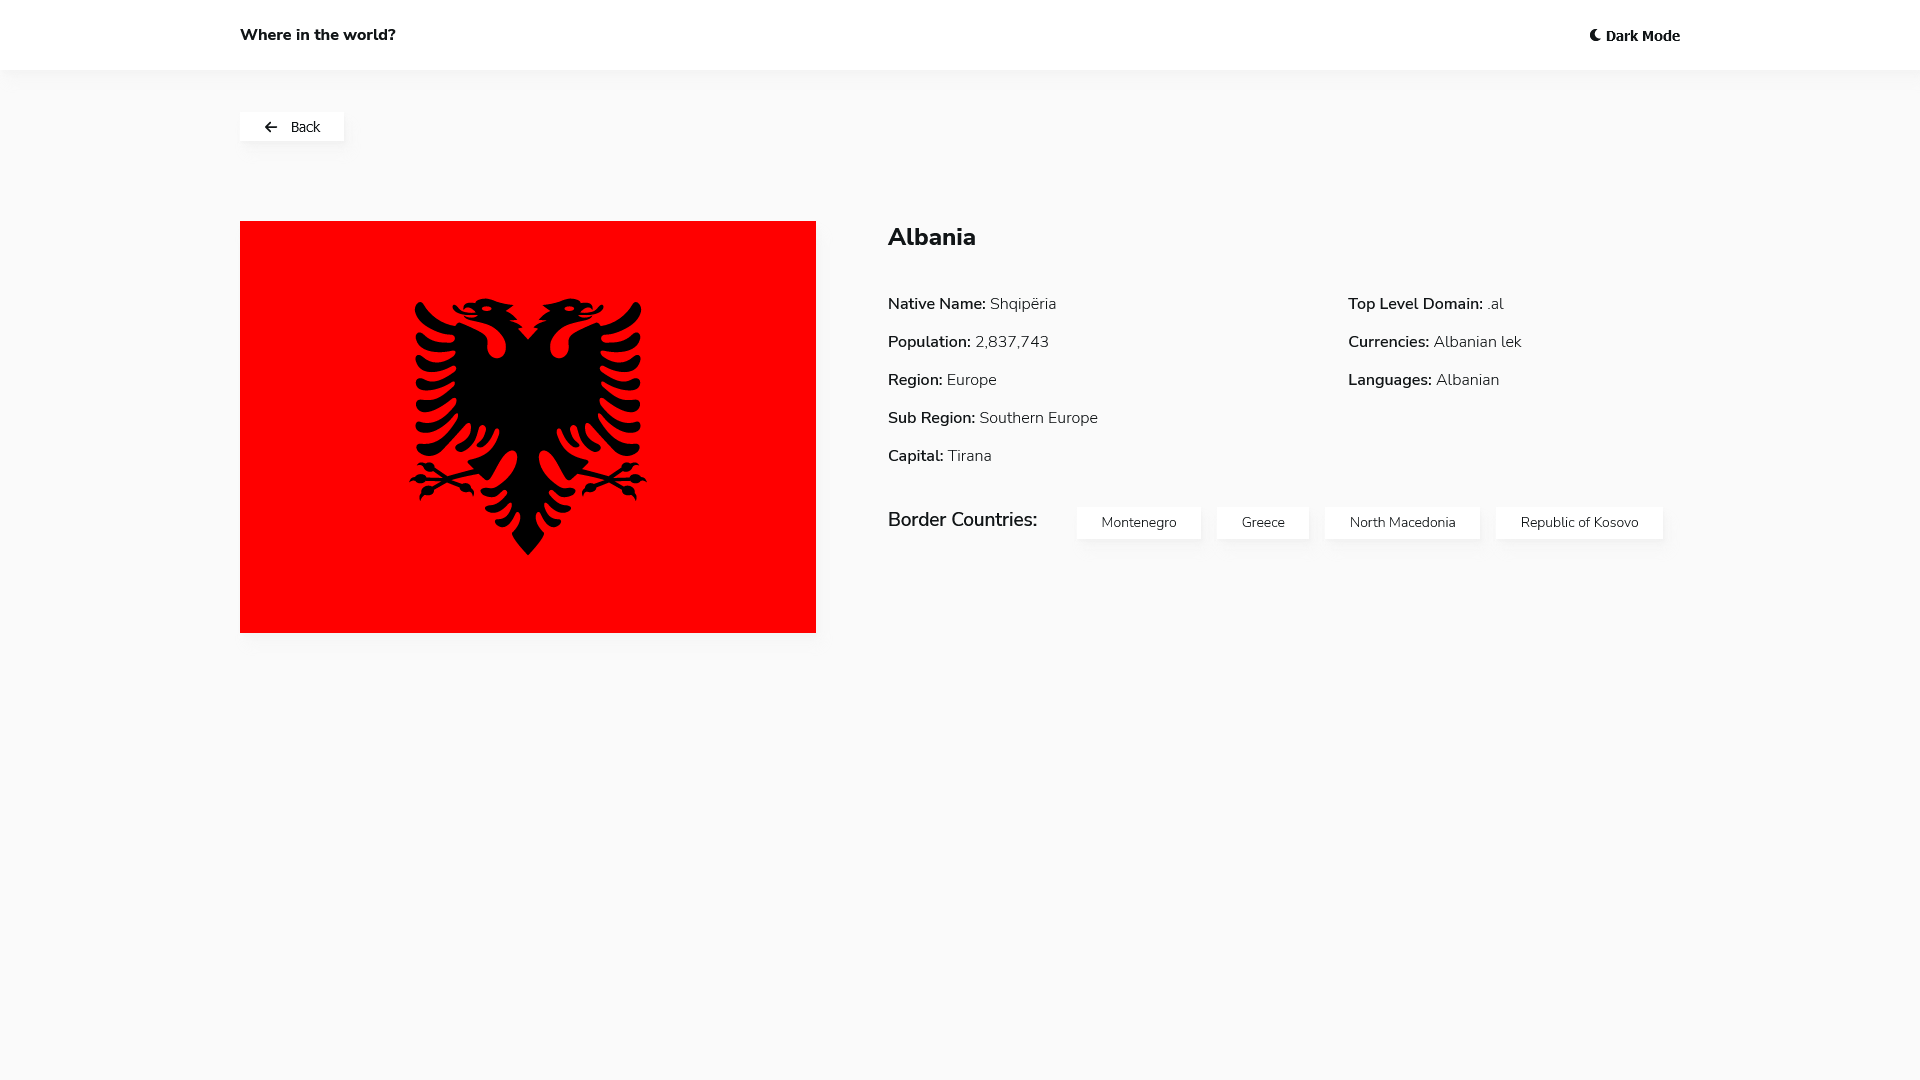 Where in the world?
Dark Mode
Back
Albania
Native Name: Shqipëria
Population: 2,837,743
Region: Europe
Sub Region: Southern Europe
Capital: Tirana
Top Level Domain: .al
Currencies: Albanian lek
Languages: Albanian
Border Countries: Montenegro Greece North Macedonia Republic of Kosovo